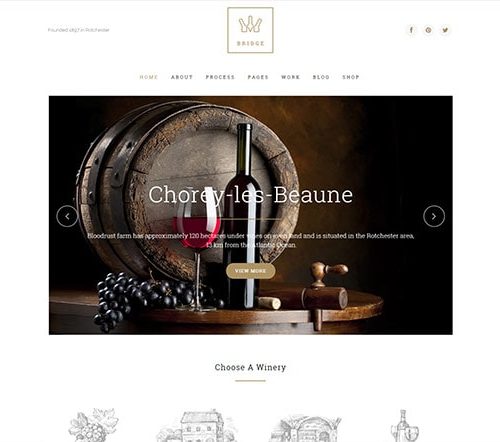 Founded 1897 in Rotchester
BRIDGE
HOME ABOUT PROCESS PAGES WORK BLOG SHOP
Chorey-les-Beaune
Bloodrust farm has approximately 120 hectares under vines on even land and is situated in the Rotchester area,
13 km from the Atlantic Ocean.
VIEW MORE
Choose A Winery